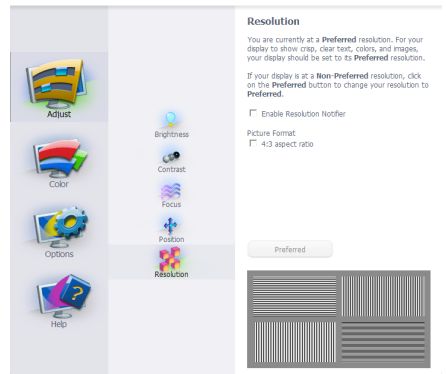 Adjust
Color
Options
Help
Brightness
Contrast
Focus
Position
Resolution
Resolution
You are currently at a Preferred resolution. For your
display to show crisp, clear text, colors, and images,
your display should be set to its Preferred resolution.
If your display is at a Non-Preferred resolution, click
on the Preferred button to change your resolution to
Preferred.
Enable Resolution Notifier
Picture Format
4:3 aspect ratio
Preferred